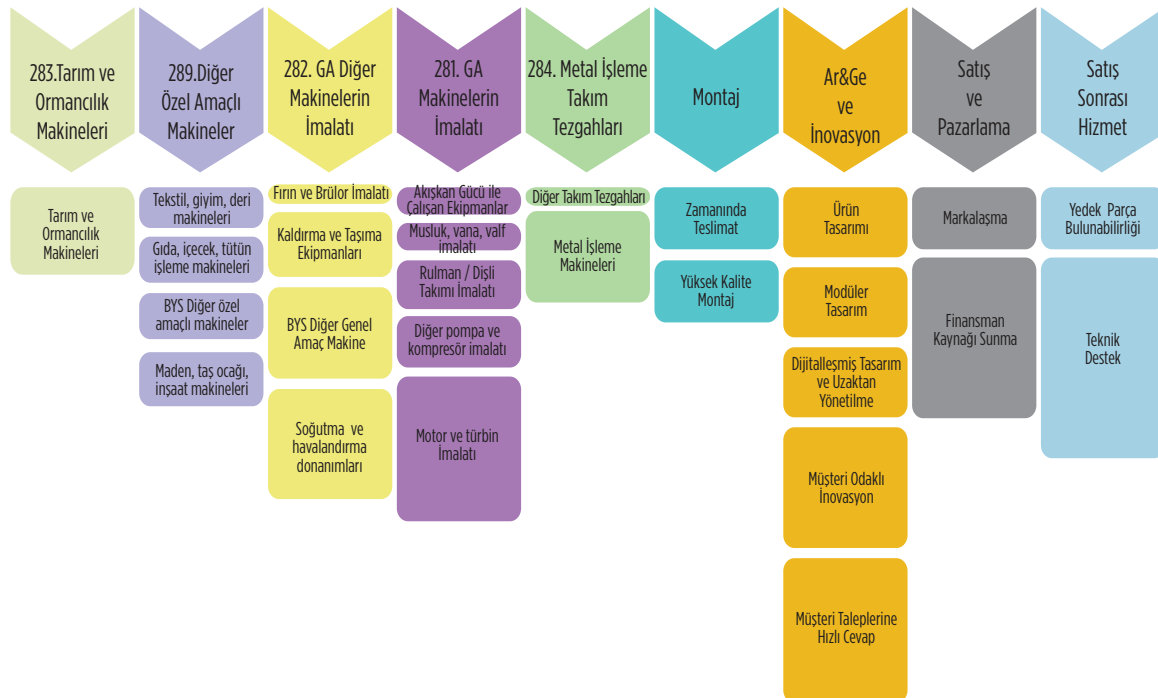 283.Tarım ve
Ormancılık
Makineleri
289.Diğer
Özel Amaçlı
Makineler
282. GA Diğer
Makinelerin
İmalatı
281. GA
Makinelerin
İmalatı
284. Metal İşleme
Takım
Tezgahları
Montaj
Ar&Ge
ve
İnovasyon
Satış
ve
Pazarlama
Satış
Sonrası
Hizmet
Tarım ve
Ormancılık
Makineleri
Tekstil, giyim, deri
makineleri
Gıda, içecek, tütün
işleme makineleri
BYS Diğer özel
amaçlı makineler
Maden, taş ocağı,
inşaat makineleri
Fırın ve Brülor İmalatı
Kaldırma ve Taşıma
Ekipmanları
BYS Diğer Genel
Amaç Makine
Soğutma ve
havalandırma
donanımları
Akışkan Gücü ile
Çalışan Ekipmanlar
Musluk, vana, valf
imalatı
Rulman / Dişli
Takımı İmalatı
Diğer pompa ve
kompresör imalatı
Motor ve türbin
İmalatı
Diğer Takım Tezgahları
Metal İşleme
Makineleri
Zamanında
Teslimat
Yüksek Kalite
Montaj
Ürün
Tasarımı
Modüler
Tasarım
Dijitalleşmiş Tasarım
ve Uzaktan
Yönetilme
Müşteri Odaklı
İnovasyon
Müşteri Taleplerine
Hızlı Cevap
Markalaşma
Finansman
Kaynağı Sunma
Yedek Parça
Bulunabilirliği
Teknik
Destek